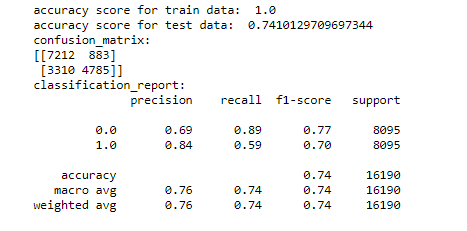 accuracy score for train data:  1.0
accuracy score for test data:  0.7410129709697344
confusion_matrix:
[[7212  883]
 [3310 4785]]
classification_report:
              precision    recall  f1-score   support

         0.0       0.69      0.89      0.77      8095
         1.0       0.84      0.59      0.70      8095

    accuracy                           0.74     16190
   macro avg       0.76      0.74      0.74     16190
weighted avg       0.76      0.74      0.74     16190